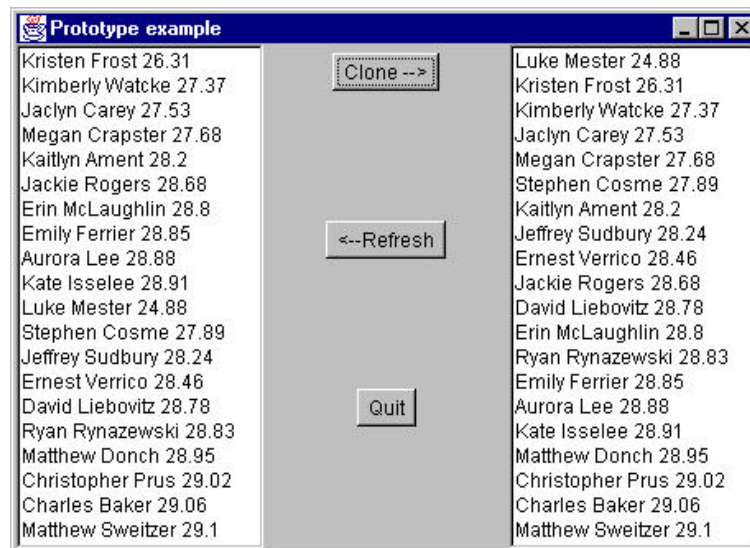 Prototype example
Kristen Frost 26.31
Kimberly Watcke 27.37
Jaclyn Carey 27.53
Megan Crapster 27.68
Kaitlyn Ament 28.2
Jackie Rogers 28.68
Erin McLaughlin 28.8
Emily Ferrier 28.85
Aurora Lee 28.88
Kate Isselee 28.91
Luke Mester 24.88
Stephen Cosme 27.89
Jeffrey Sudbury 28.24
Ernest Verrico 28.46
David Liebovitz 28.78
Ryan Rynazewski 28.83
Matthew Donch 28.95
Christopher Prus 29.02
Charles Baker 29.06
Matthew Sweitzer 29.1
Clone -->
<--Refresh
Quit
Luke Mester 24.88
Kristen Frost 26.31
Kimberly Watcke 27.37
Jaclyn Carey 27.53
Megan Crapster 27.68
Stephen Cosme 27.89
Kaitlyn Ament 28.2
Jeffrey Sudbury 28.24
Ernest Verrico 28.46
Jackie Rogers 28.68
David Liebovitz 28.78
Erin McLaughlin 28.8
Ryan Rynazewski 28.83
Emily Ferrier 28.85
Aurora Lee 28.88
Kate Isselee 28.91
Matthew Donch 28.95
Christopher Prus 29.02
Charles Baker 29.06
Matthew Sweitzer 29.1